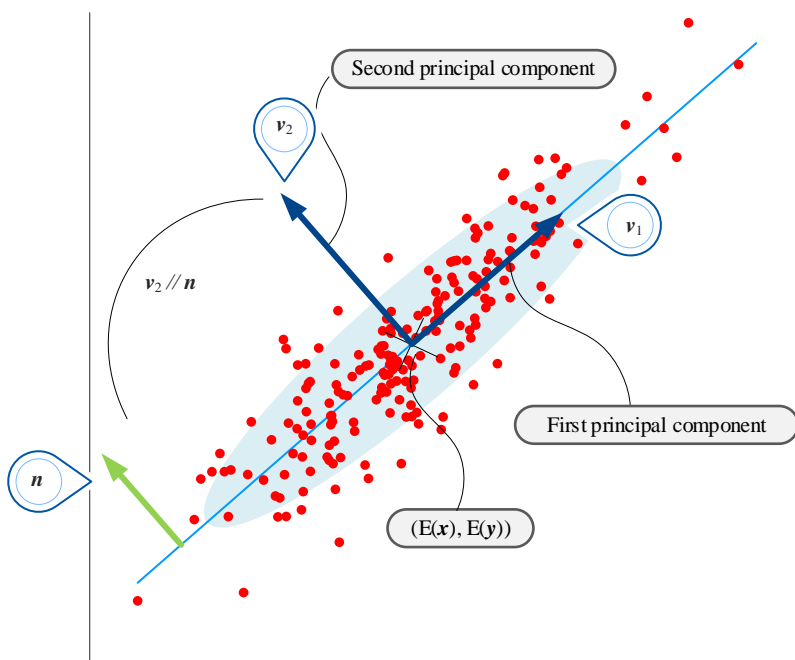 Second principal component
v₂
v₁
v₂ // n
First principal component
n
(E(x), E(y))